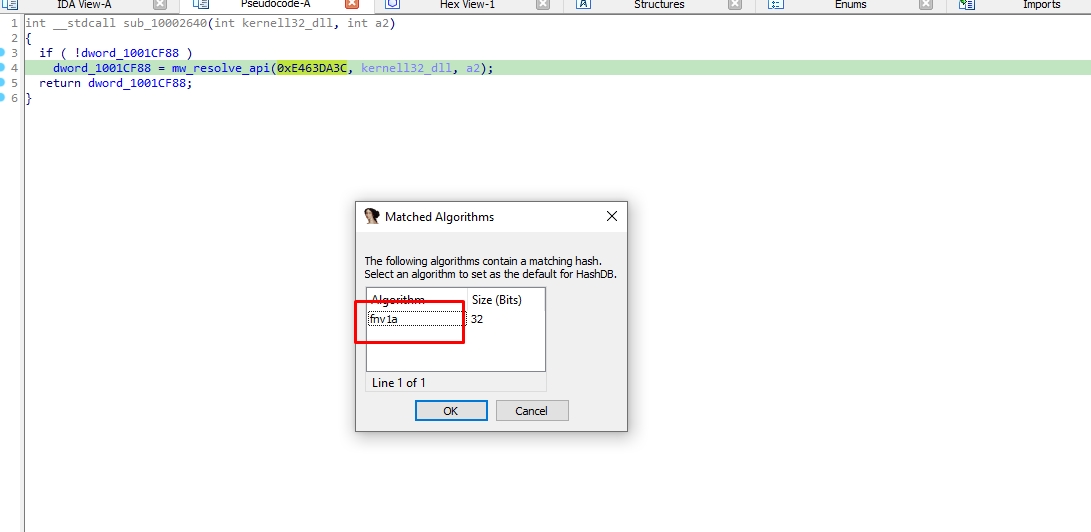 IDA View-A Pseudocode-A Hex View-1 Structures Enums Imports
1 int __stdcall sub_10002640(int kernell32_dll, int a2)
2 {
3 if ( !dword_1001CF88 )
4 dword_1001CF88 = mw_resolve_api(0xE463DA3C, kernell32_dll, a2);
5 return dword_1001CF88;
6 }
Matched Algorithms
The following algorithms contain a matching hash.
Select an algorithm to set as the default for HashDB.
Algorithm Size (Bits)
fnv1a 32
Line 1 of 1
OK Cancel